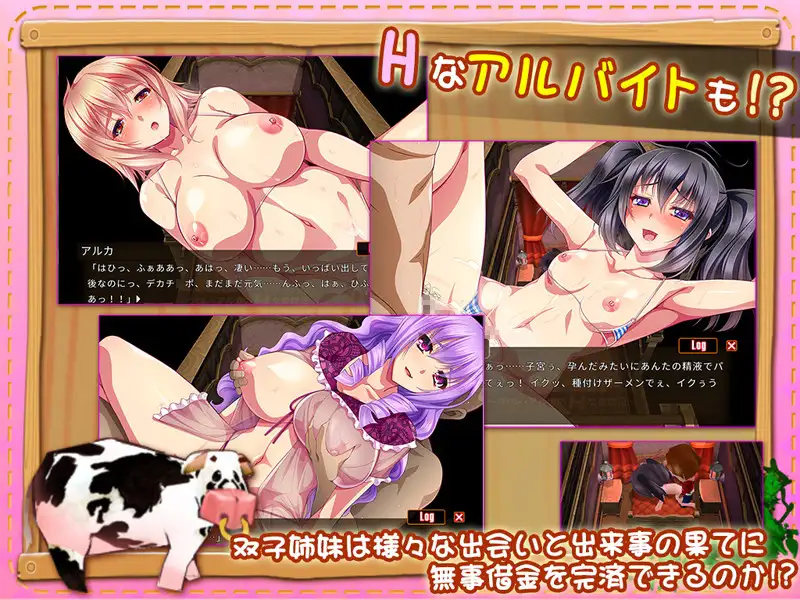 Hなアルバイトも!?
アルカ
「はひっ、ふぁああっ、あはっ、凄い……もう、いっぱい出して
後なのにっ、デカチ ポ、まだまだ元気……んふっ、はぁ、ひふ
あっ!!」
Log
ぁっ……子宮ぅ、孕んだみたいにあんたの精液でパ
てぇっ! イクッ、種付けザーメンでぇ、イクぅう
Log
双子姉妹は様々な出会いと出来事の果てに
無事借金を完済できるのか!?